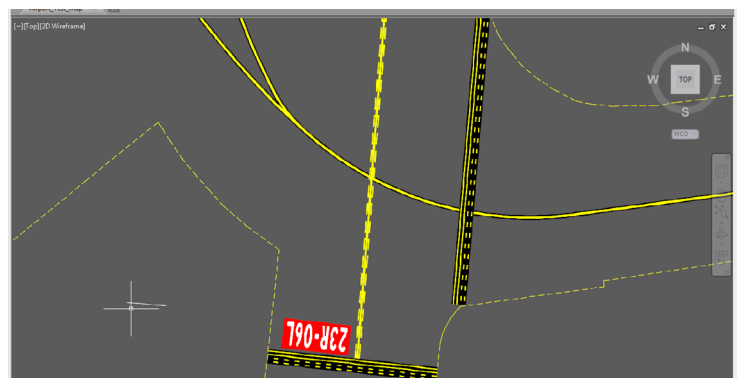 [−][Top][2D Wireframe]
N
W
TOP
E
S
WCS
23R-06L